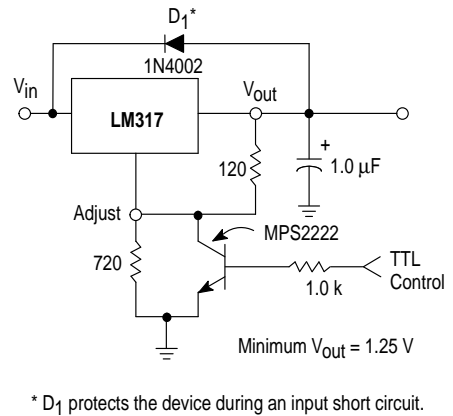 D1*
1N4002
Vin
Vout
LM317
+
1.0 μF
120
Adjust
MPS2222
720
TTL
Control
1.0 k
Minimum Vout = 1.25 V
* D1 protects the device during an input short circuit.